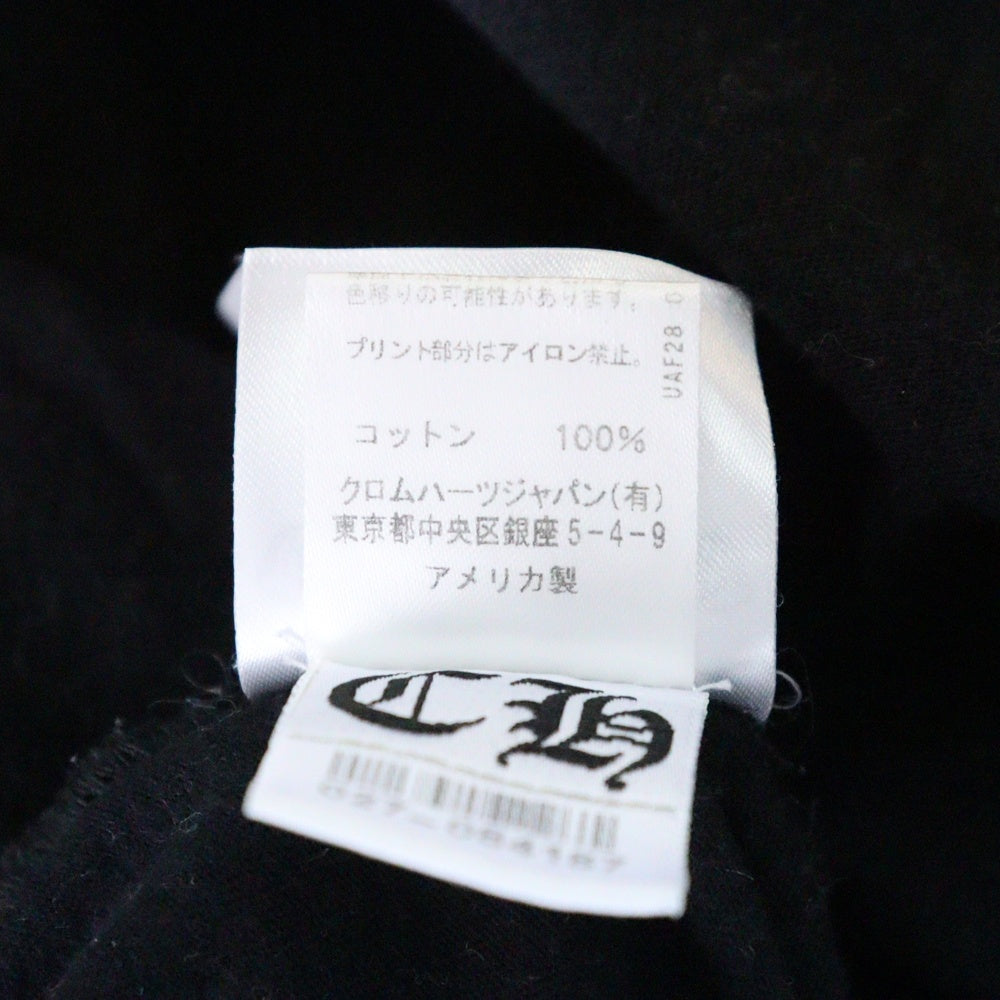 色移りの可能性があります。
プリント部分はアイロン禁止。
UAF28
コットン 100%
クロムハーツジャパン(有)
東京都中央区銀座5-4-9
アメリカ製
CH
027-084187